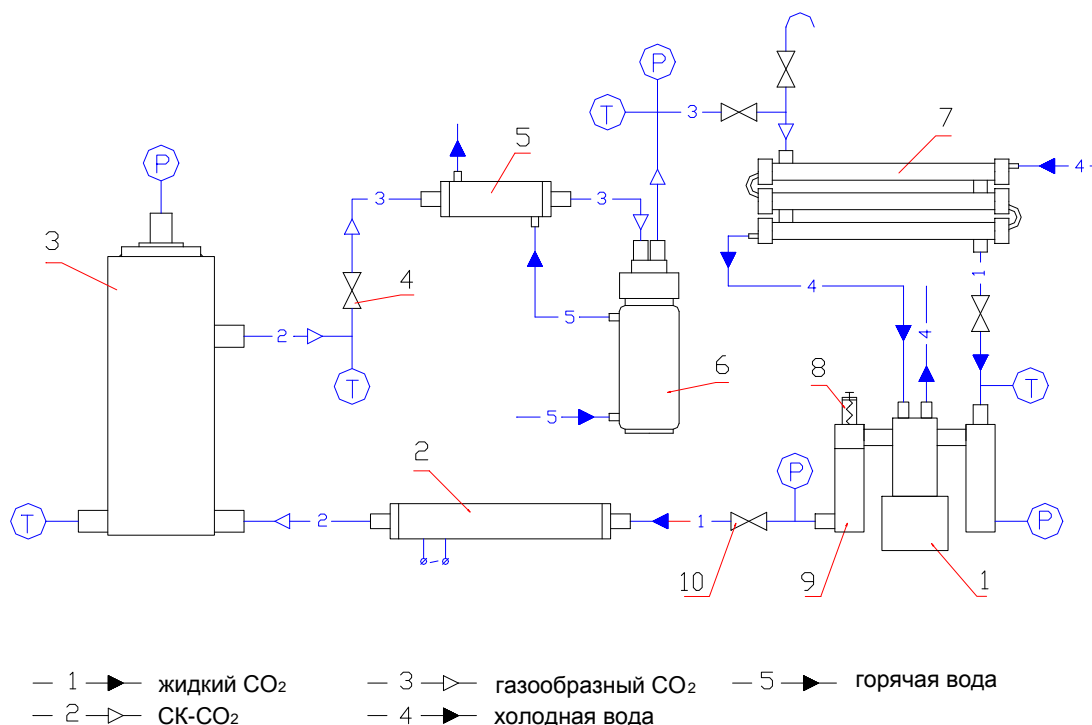 P
P
T
3
7
5
4
P
3
3
3
1
4
4
4
2
5
T
6
8
T
5
2
P
T
2
1
P
10
9
1
1 жидкий CO₂
3 газообразный CO₂
5 горячая вода
2 СК-CO₂
4 холодная вода